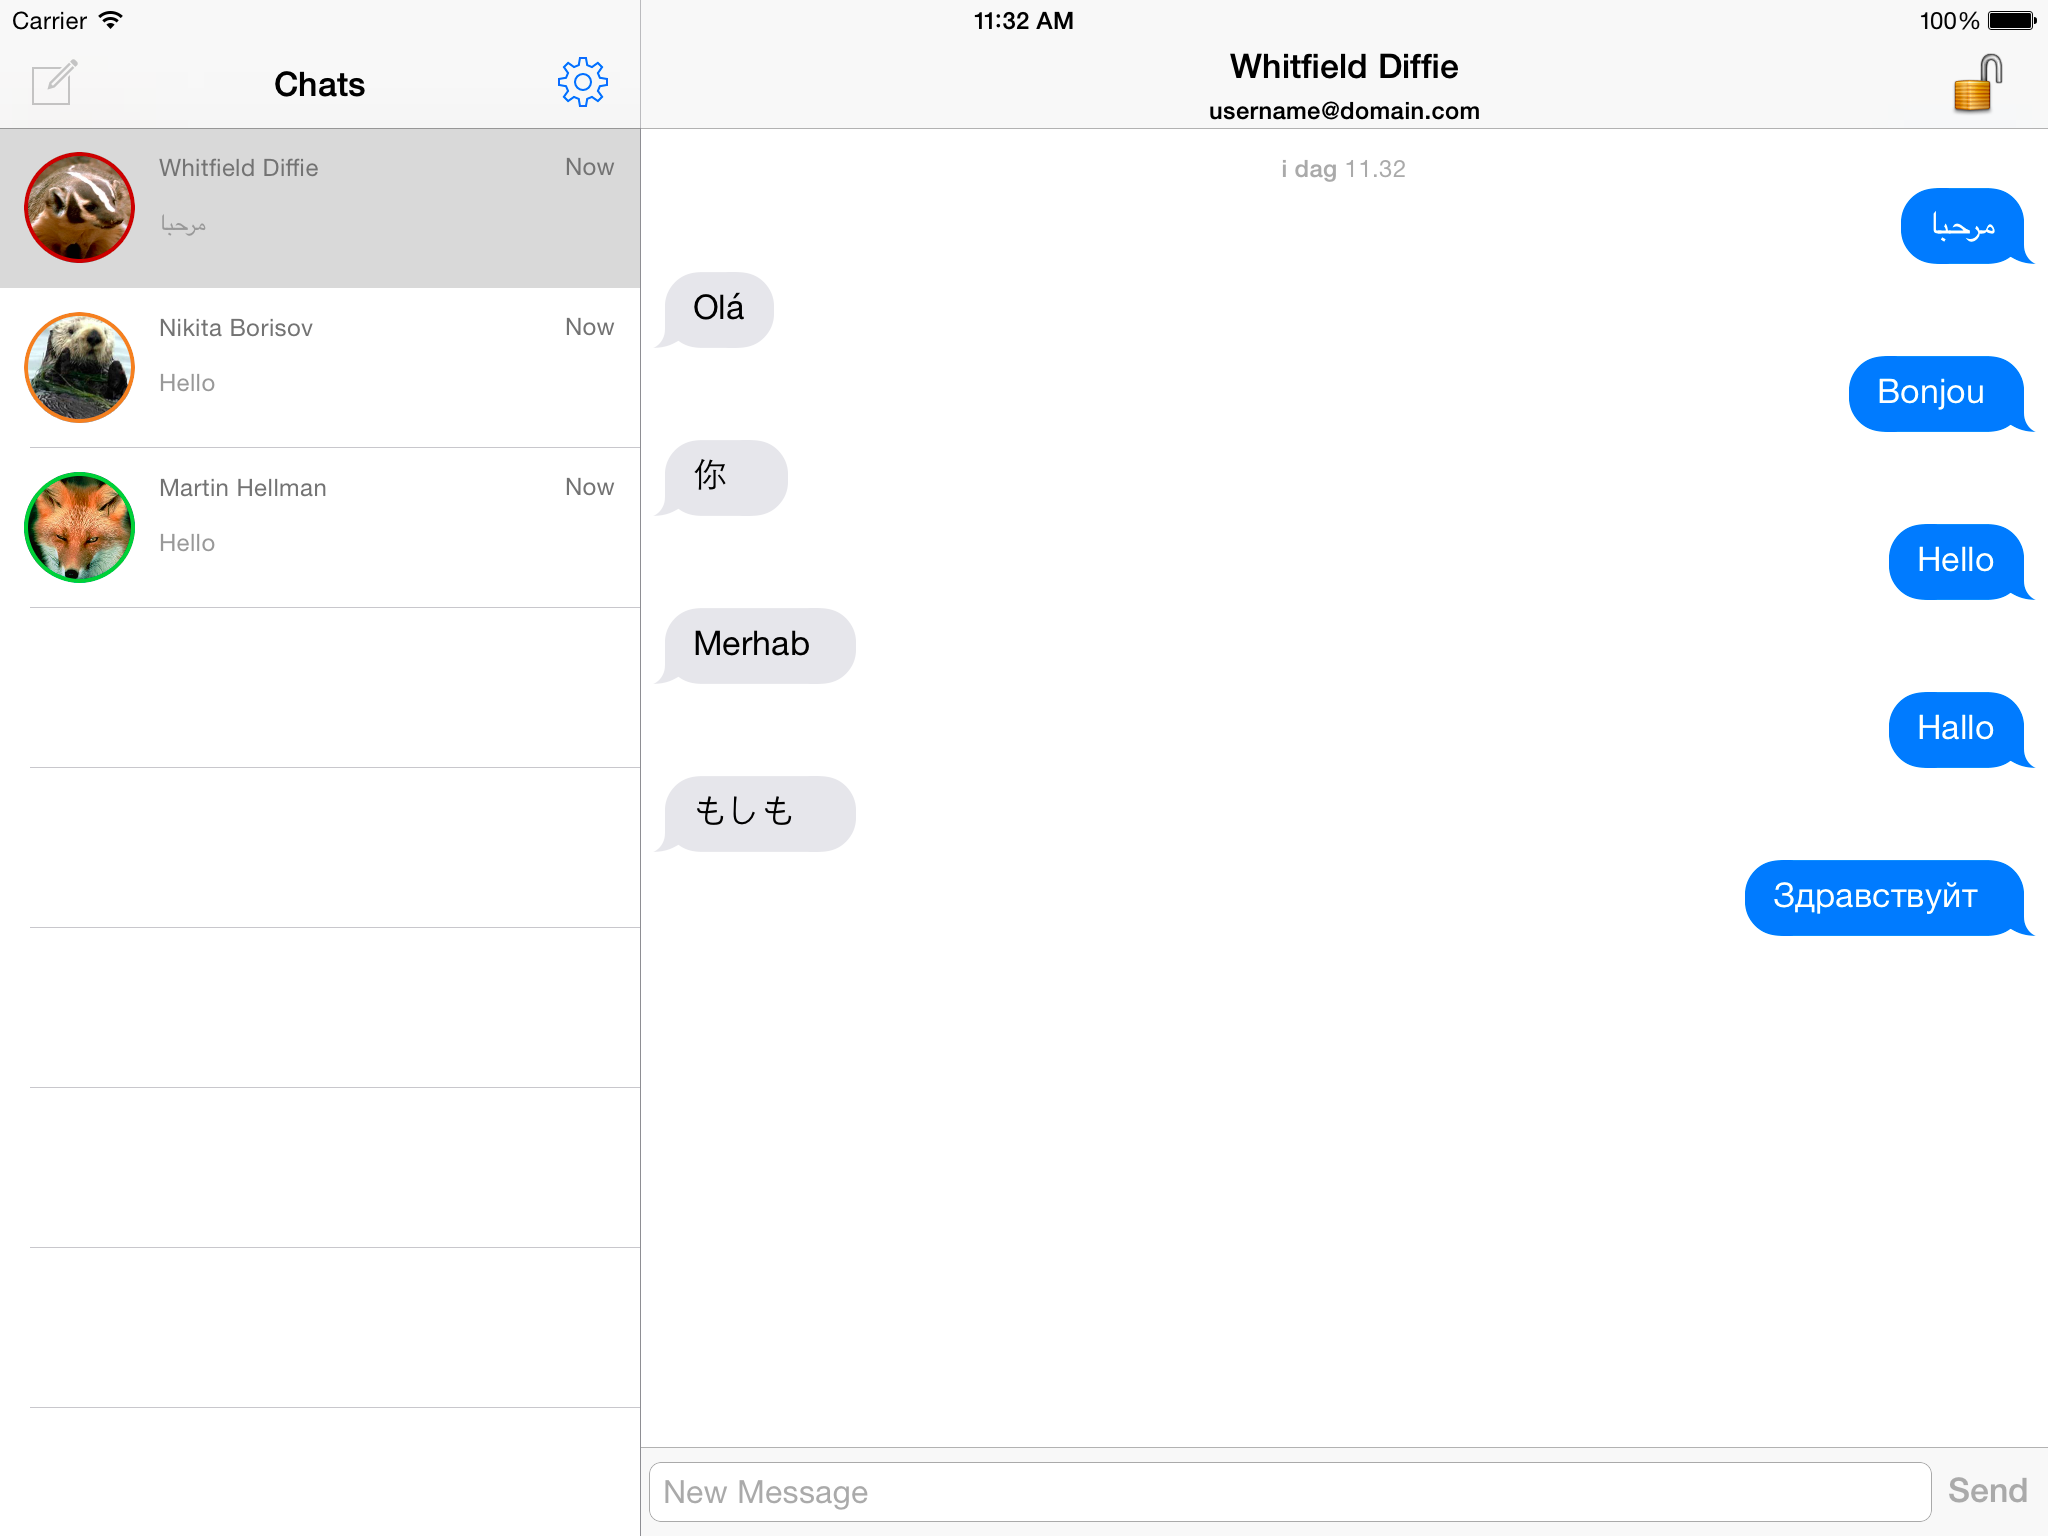 Carrier
11:32 AM
100%
Chats
Whitfield Diffie
username@domain.com
Whitfield Diffie
Now
مرحبا
Nikita Borisov
Now
Hello
Martin Hellman
Now
Hello
i dag 11.32
مرحبا
Olá
Bonjou
你
Hello
Merhab
Hallo
もしも
Здравствуйт
New Message
Send